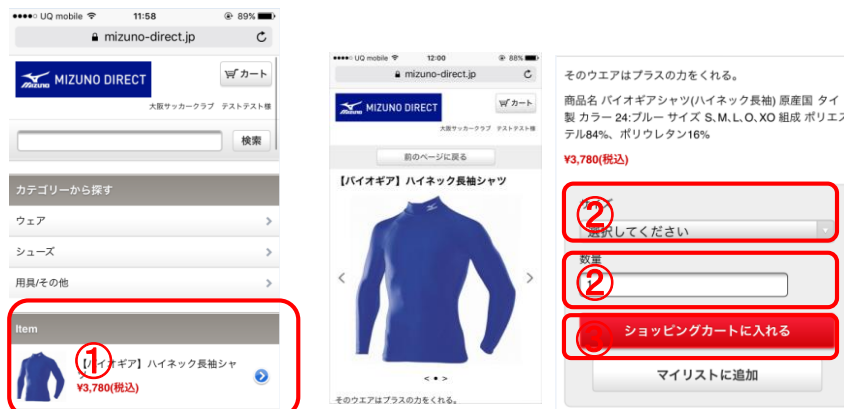 UQ mobile 11:58 89%
mizuno-direct.jp
MIZUNO DIRECT
カート
大阪サッカークラブ テストテスト様
検索
カテゴリーから探す
ウェア
シューズ
用具/その他
Item
①
【バイオギア】ハイネック長袖シャ
ツ
¥3,780(税込)
UQ mobile 12:00 88%
mizuno-direct.jp
Mizuno MIZUNO DIRECT
カート
大阪サッカークラブ テストテスト様
前のページに戻る
【バイオギア】ハイネック長袖シャツ
< • >
そのウエアはプラスの力をくれる。
そのウエアはプラスの力をくれる。
商品名 バイオギアシャツ(ハイネック長袖) 原産国 タイ
製 カラー 24:ブルー サイズ S、M、L、O、XO 組成 ポリエス
テル84%、ポリウレタン16%
¥3,780(税込)
サイズ
②
選択してください
数量
②
1
ショッピングカートに入れる
マイリストに追加